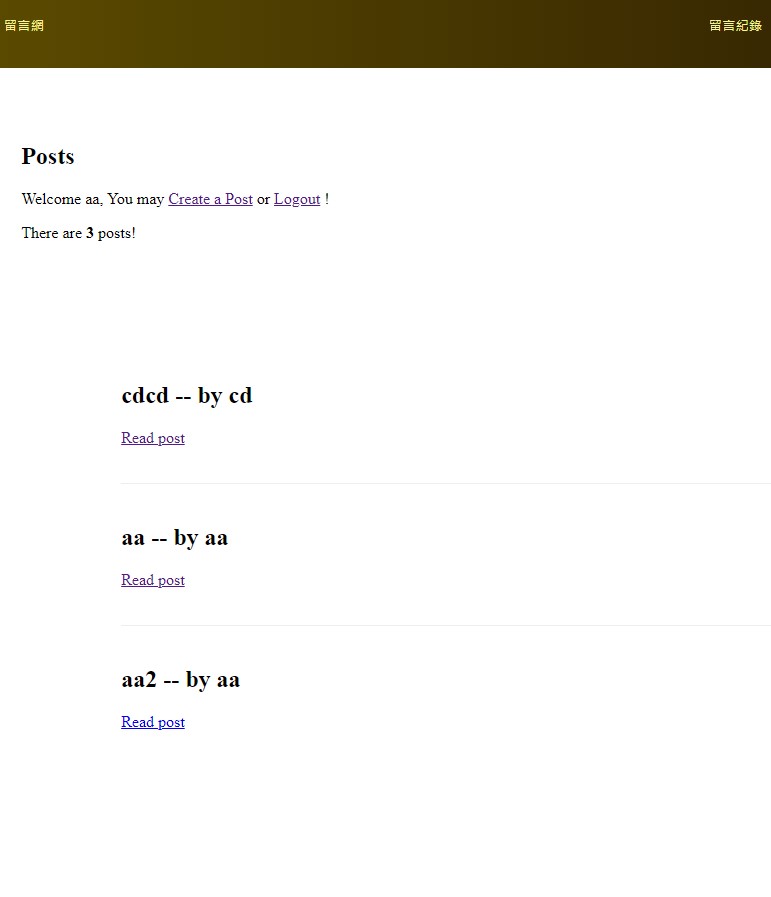 留言網 留言紀錄
Posts
Welcome aa, You may Create a Post or Logout !
There are 3 posts!
cdcd -- by cd
Read post
aa -- by aa
Read post
aa2 -- by aa
Read post